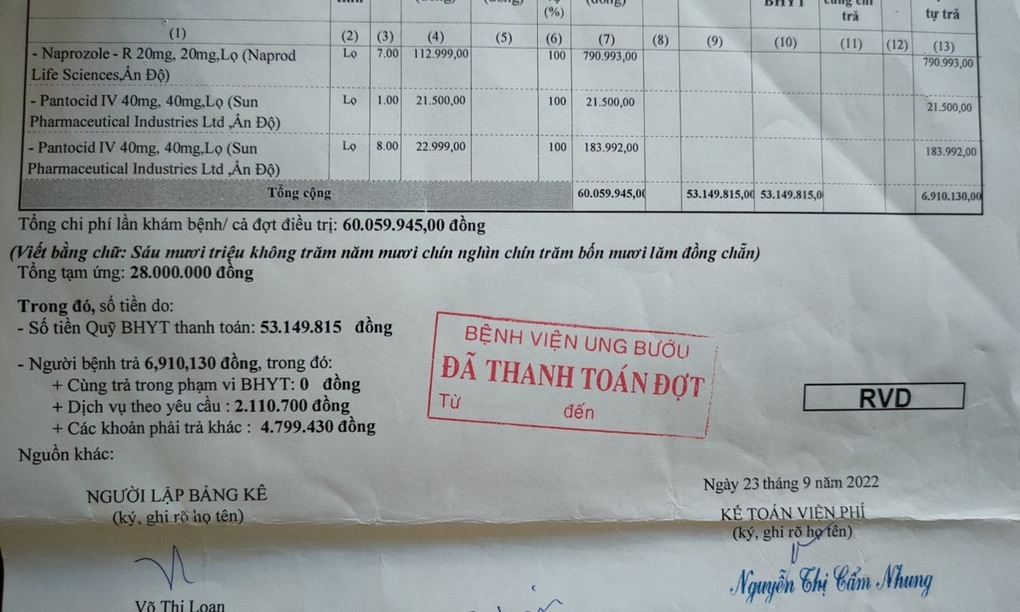 (%)
BHYT
trả
tự trả
(1) (2) (3) (4) (5) (6) (7) (8) (9) (10) (11) (12) (13)
- Naprozole - R 20mg, 20mg,Lọ (Naprod Lọ 7.00 112.999,00 100 790.993,00 790.993,00
Life Sciences,Ấn Độ)
- Pantocid IV 40mg, 40mg,Lọ (Sun Lọ 1.00 21.500,00 100 21.500,00 21.500,00
Pharmaceutical Industries Ltd ,Ấn Độ)
- Pantocid IV 40mg, 40mg,Lọ (Sun Lọ 8.00 22.999,00 100 183.992,00 183.992,00
Pharmaceutical Industries Ltd ,Ấn Độ)
Tổng cộng 60.059.945,0 53.149.815,0 53.149.815,0 6.910.130,00
Tổng chi phí lần khám bệnh/ cả đợt điều trị: 60.059.945,00 đồng
(Viết bằng chữ: Sáu mươi triệu không trăm năm mươi chín nghìn chín trăm bốn mươi lăm đồng chẵn)
Tổng tạm ứng: 28.000.000 đồng
Trong đó, số tiền do:
- Số tiền Quỹ BHYT thanh toán: 53.149.815 đồng
- Người bệnh trả 6,910,130 đồng, trong đó:
+ Cùng trả trong phạm vi BHYT: 0 đồng
+ Dịch vụ theo yêu cầu : 2.110.700 đồng
+ Các khoản phải trả khác : 4.799.430 đồng
Nguồn khác:
BỆNH VIỆN UNG BƯỚU
ĐÃ THANH TOÁN ĐỢT
Từ đến
RVD
NGƯỜI LẬP BẢNG KÊ
(ký, ghi rõ họ tên)
Võ Thị Loan
Ngày 23 tháng 9 năm 2022
KẾ TOÁN VIỆN PHÍ
(ký, ghi rõ họ tên)
Nguyễn Thị Cẩm Nhung